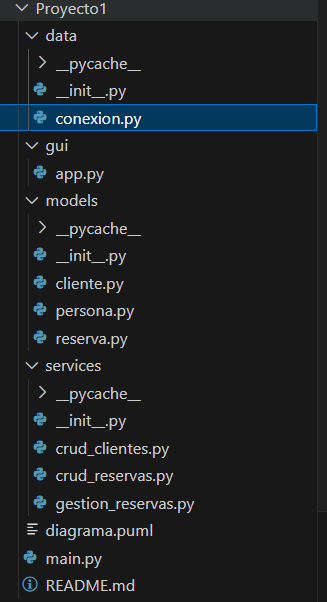 Proyecto1
data
__pycache__
__init__.py
conexion.py
gui
app.py
models
__pycache__
__init__.py
cliente.py
persona.py
reserva.py
services
__pycache__
__init__.py
crud_clientes.py
crud_reservas.py
gestion_reservas.py
diagrama.puml
main.py
README.md